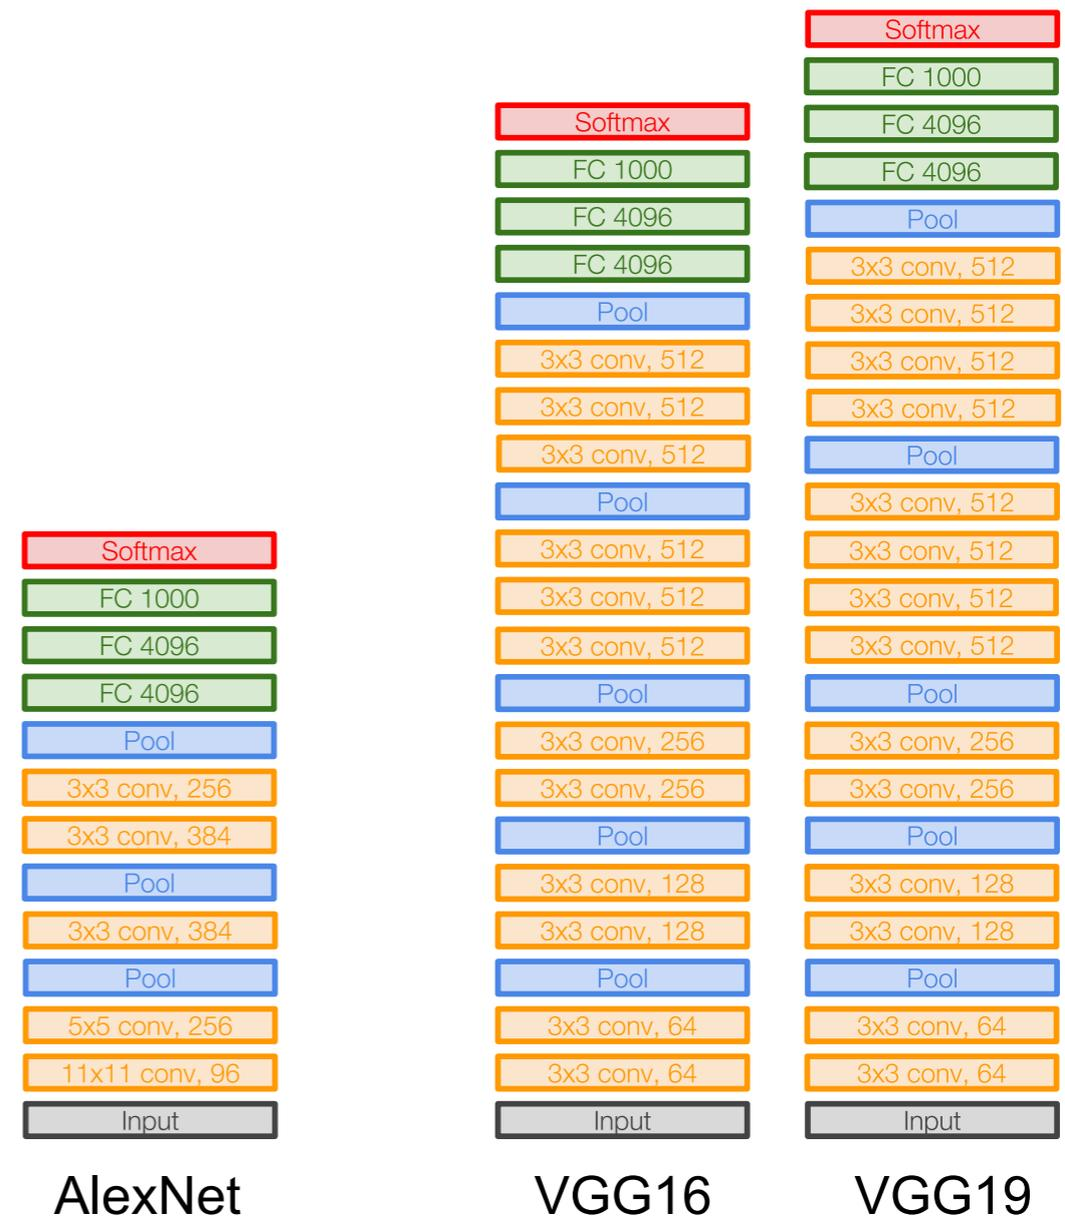 Softmax
FC 1000
FC 4096
FC 4096
Pool
3x3 conv, 256
3x3 conv, 384
Pool
3x3 conv, 384
Pool
5x5 conv, 256
11x11 conv, 96
Input
AlexNet
Softmax
FC 1000
FC 4096
FC 4096
Pool
3x3 conv, 512
3x3 conv, 512
3x3 conv, 512
Pool
3x3 conv, 512
3x3 conv, 512
3x3 conv, 512
Pool
3x3 conv, 256
3x3 conv, 256
Pool
3x3 conv, 128
3x3 conv, 128
Pool
3x3 conv, 64
3x3 conv, 64
Input
VGG16
Softmax
FC 1000
FC 4096
FC 4096
Pool
3x3 conv, 512
3x3 conv, 512
3x3 conv, 512
3x3 conv, 512
Pool
3x3 conv, 512
3x3 conv, 512
3x3 conv, 512
3x3 conv, 512
Pool
3x3 conv, 256
3x3 conv, 256
Pool
3x3 conv, 128
3x3 conv, 128
Pool
3x3 conv, 64
3x3 conv, 64
Input
VGG19